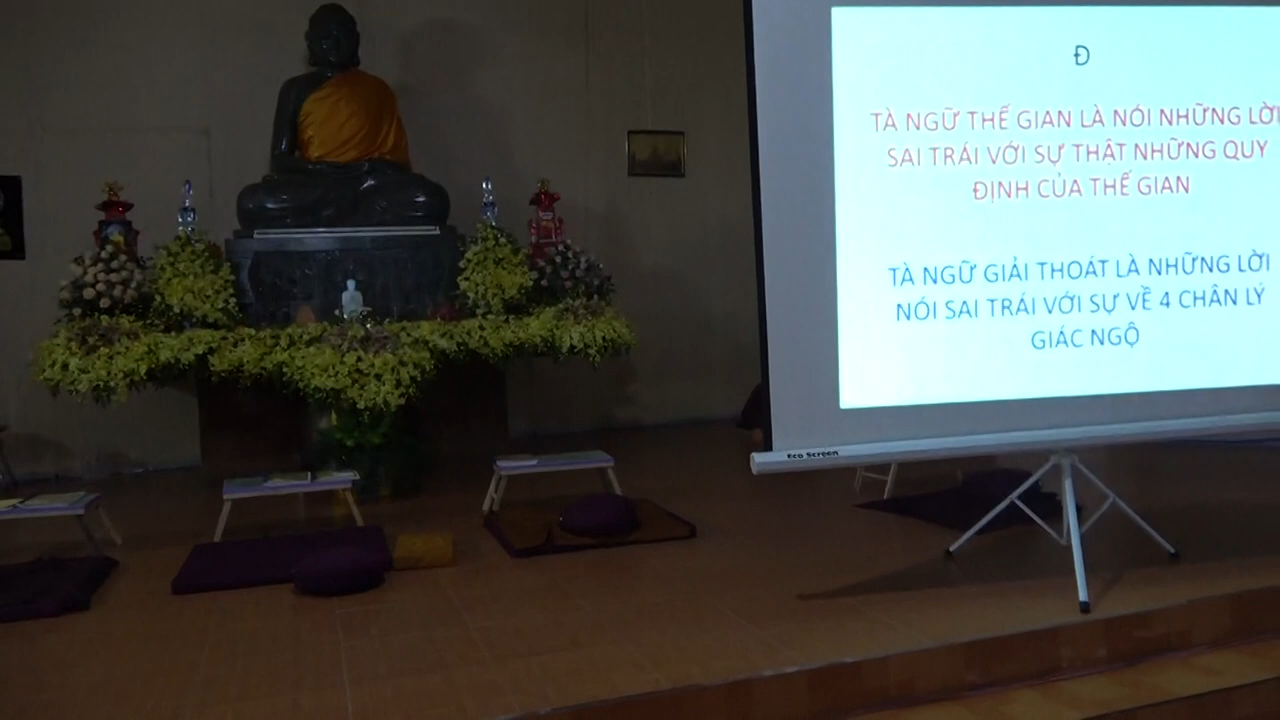 Đ
TÀ NGỮ THẾ GIAN LÀ NÓI NHỮNG LỜI
SAI TRÁI VỚI SỰ THẬT NHỮNG QUY
ĐỊNH CỦA THẾ GIAN
TÀ NGỮ GIẢI THOÁT LÀ NHỮNG LỜI
NÓI SAI TRÁI VỚI SỰ VỀ 4 CHÂN LÝ
GIÁC NGỘ
Eco Screen